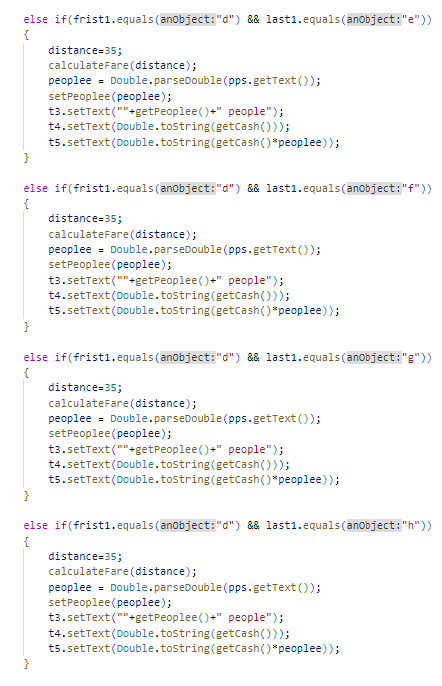 else if(frist1.equals(anObject:"d") && last1.equals(anObject:"e"))
{
distance=35;
calculateFare(distance);
peoplee = Double.parseDouble(pps.getText());
setPeoplee(peoplee);
t3.setText(""+getPeoplee()+" people");
t4.setText(Double.toString(getCash()));
t5.setText(Double.toString(getCash()*peoplee));
}
else if(frist1.equals(anObject:"d") && last1.equals(anObject:"f"))
{
distance=35;
calculateFare(distance);
peoplee = Double.parseDouble(pps.getText());
setPeoplee(peoplee);
t3.setText(""+getPeoplee()+" people");
t4.setText(Double.toString(getCash()));
t5.setText(Double.toString(getCash()*peoplee));
}
else if(frist1.equals(anObject:"d") && last1.equals(anObject:"g"))
{
distance=35;
calculateFare(distance);
peoplee = Double.parseDouble(pps.getText());
setPeoplee(peoplee);
t3.setText(""+getPeoplee()+" people");
t4.setText(Double.toString(getCash()));
t5.setText(Double.toString(getCash()*peoplee));
}
else if(frist1.equals(anObject:"d") && last1.equals(anObject:"h"))
{
distance=35;
calculateFare(distance);
peoplee = Double.parseDouble(pps.getText());
setPeoplee(peoplee);
t3.setText(""+getPeoplee()+" people");
t4.setText(Double.toString(getCash()));
t5.setText(Double.toString(getCash()*peoplee));
}